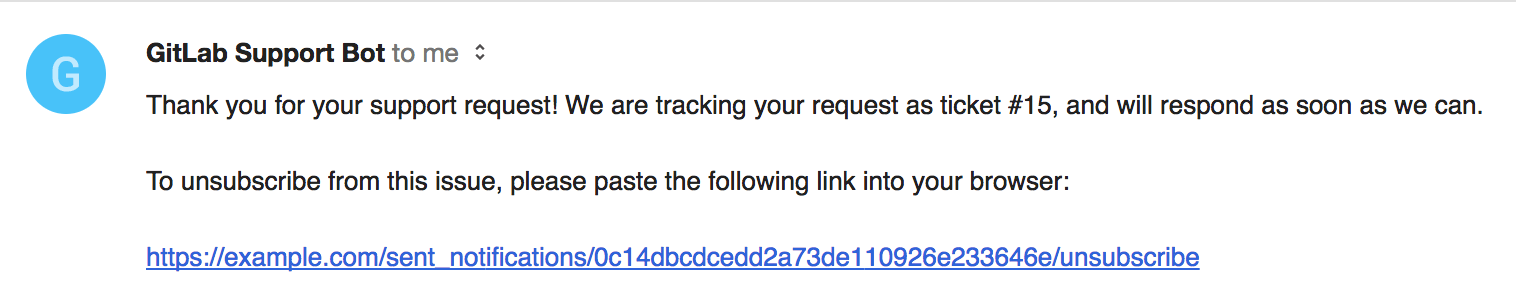 G
GitLab Support Bot to me
Thank you for your support request! We are tracking your request as ticket #15, and will respond as soon as we can.
To unsubscribe from this issue, please paste the following link into your browser:
https://example.com/sent_notifications/0c14dbcdcedd2a73de110926e233646e/unsubscribe